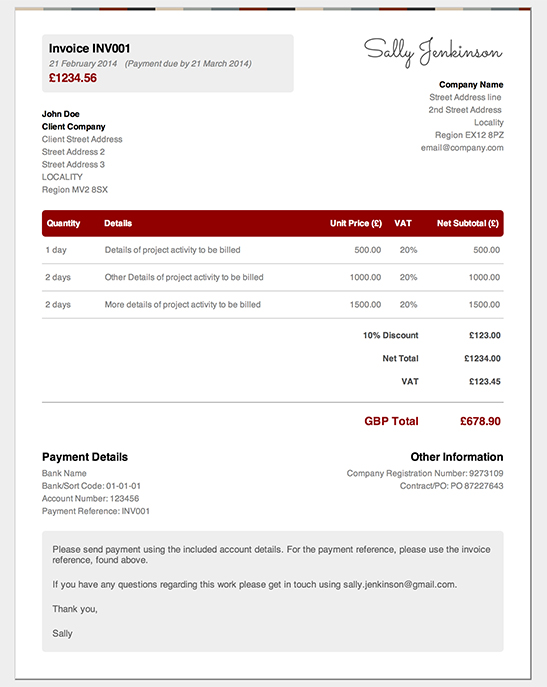 Invoice INV001
21 February 2014 (Payment due by 21 March 2014)
£1234.56
Sally Jenkinson
Company Name
Street Address line
2nd Street Address
Locality
Region EX12 8PZ
email@company.com
John Doe
Client Company
Client Street Address
Street Address 2
Street Address 3
LOCALITY
Region MV2 8SX
Quantity Details Unit Price (£) VAT Net Subtotal (£)
1 day Details of project activity to be billed 500.00 20% 500.00
2 days Other Details of project activity to be billed 1000.00 20% 1000.00
2 days More details of project activity to be billed 1500.00 20% 1500.00
10% Discount £123.00
Net Total £1234.00
VAT £123.45
GBP Total £678.90
Payment Details
Bank Name
Bank/Sort Code: 01-01-01
Account Number: 123456
Payment Reference: INV001
Other Information
Company Registration Number: 9273109
Contract/PO: PO 87227643
Please send payment using the included account details. For the payment reference, please use the invoice
reference, found above.
If you have any questions regarding this work please get in touch using sally.jenkinson@gmail.com.
Thank you,
Sally